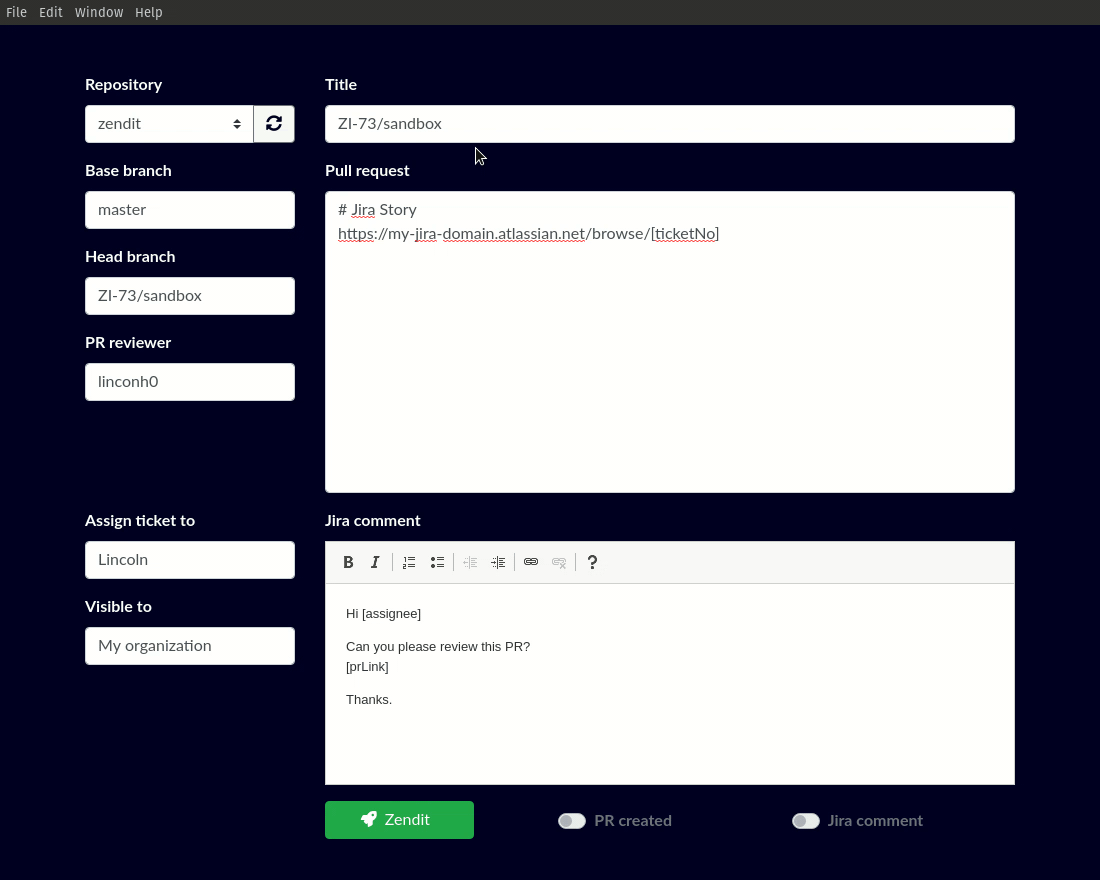 File Edit Window Help
Repository
zendit
Base branch
master
Head branch
ZI-73/sandbox
PR reviewer
linconh0
Title
ZI-73/sandbox
Pull request
# Jira Story
https://my-jira-domain.atlassian.net/browse/[ticketNo]
Assign ticket to
Lincoln
Visible to
My organization
Jira comment
B I ?
Hi [assignee]
Can you please review this PR?
[prLink]
Thanks.
Zendit
PR created
Jira comment